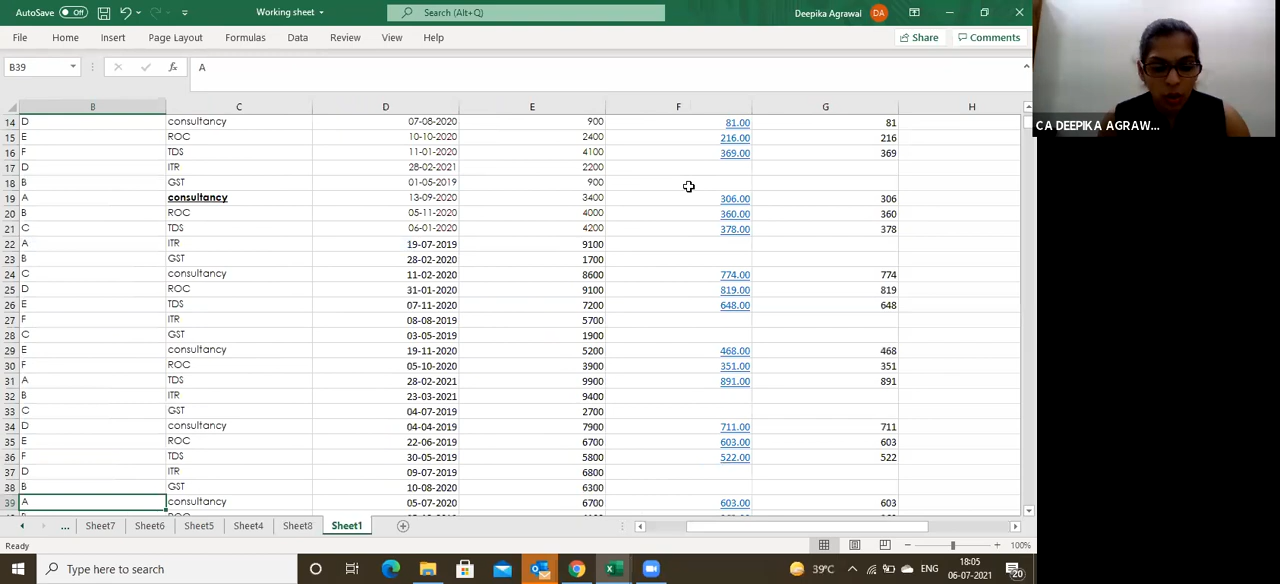 AutoSave Off Working sheet Search (Alt+Q) Deepika Agrawal DA
File Home Insert Page Layout Formulas Data Review View Help Share Comments
B39 fx A
CA DEEPIKA AGRAW...
B C D E F G H
14 D consultancy 07-08-2020 900 81.00 81
15 E ROC 10-10-2020 2400 216.00 216
16 F TDS 11-01-2020 4100 369.00 369
17 D ITR 28-02-2021 2200
18 B GST 01-05-2019 900
19 A consultancy 13-09-2020 3400 306.00 306
20 B ROC 05-11-2020 4000 360.00 360
21 C TDS 06-01-2020 4200 378.00 378
22 A ITR 19-07-2019 9100
23 B GST 28-02-2020 1700
24 C consultancy 11-02-2020 8600 774.00 774
25 D ROC 31-01-2020 9100 819.00 819
26 E TDS 07-11-2020 7200 648.00 648
27 F ITR 08-08-2019 5700
28 C GST 03-05-2019 1900
29 E consultancy 19-11-2020 5200 468.00 468
30 F ROC 05-10-2020 3900 351.00 351
31 A TDS 28-02-2021 9900 891.00 891
32 B ITR 23-03-2021 9400
33 C GST 04-07-2019 2700
34 D consultancy 04-04-2019 7900 711.00 711
35 E ROC 22-06-2019 6700 603.00 603
36 F TDS 30-05-2019 5800 522.00 522
37 D ITR 09-07-2019 6800
38 B GST 10-08-2020 6300
39 A consultancy 05-07-2020 6700 603.00 603
... Sheet7 Sheet6 Sheet5 Sheet4 Sheet8 Sheet1
Ready 100%
Type here to search 39°C ENG 18:05
06-07-2021 20